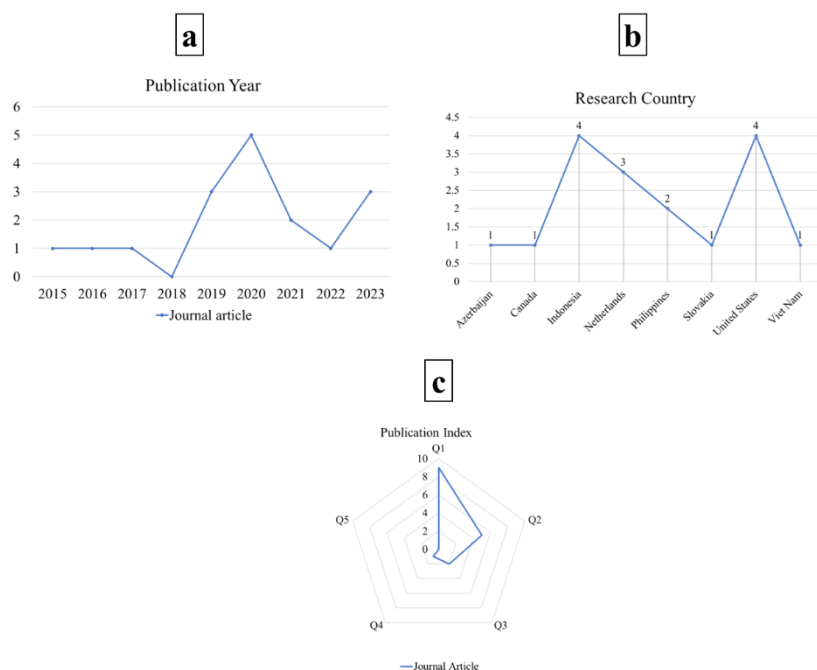 a
Publication Year
6
5
4
3
2
1
0
2015 2016 2017 2018 2019 2020 2021 2022 2023
Journal article
b
Research Country
4.5
4
3.5
3
2.5
2
1.5
1
0.5
0
1 1 4 3 2 1 4 1
Azerbaijan
Canada
Indonesia
Netherlands
Philippines
Slovakia
United States
Viet Nam
c
Publication Index
Q1
10
8
6
4
2
0
Q2
Q3
Q4
Q5
Journal Article